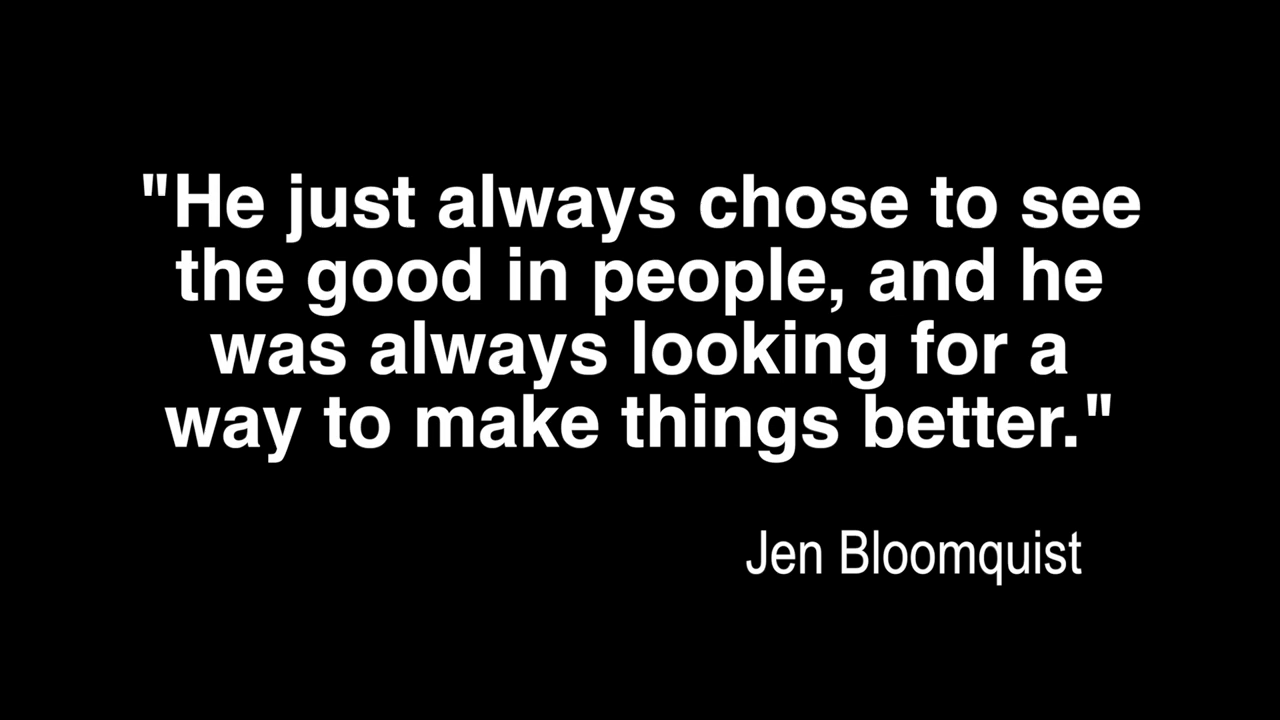 "He just always chose to see
the good in people, and he
was always looking for a
way to make things better."
Jen Bloomquist